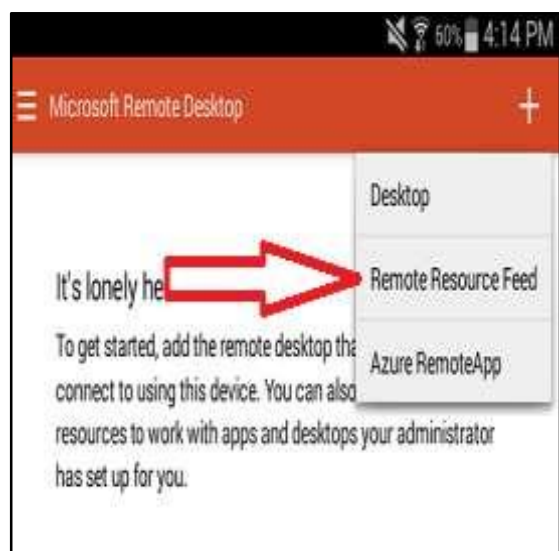 60% 4:14 PM
Microsoft Remote Desktop
Desktop
Remote Resource Feed
Azure RemoteApp
It's lonely he
To get started, add the remote desktop tha
connect to using this device. You can also
resources to work with apps and desktops your administrator
has set up for you.